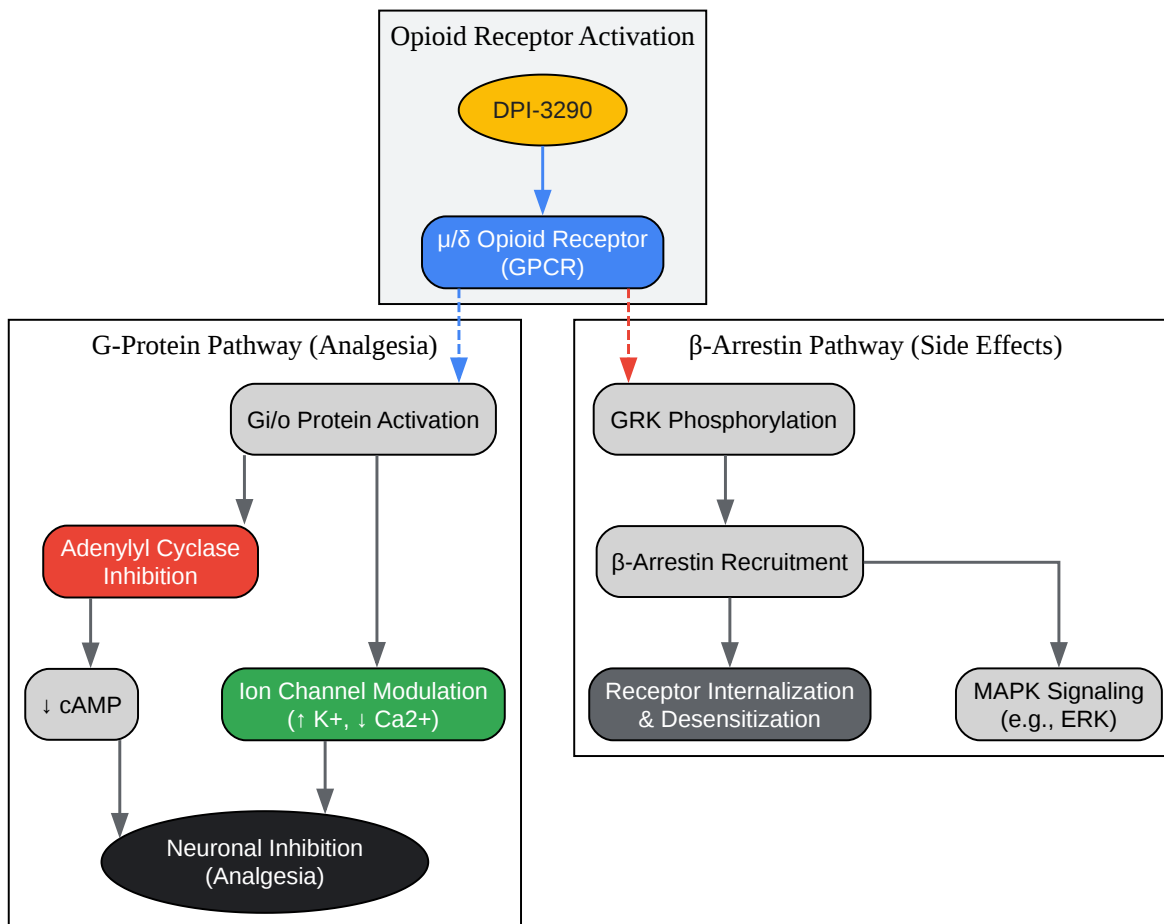 Opioid Receptor Activation
DPI-3290
μ/δ Opioid Receptor
(GPCR)
G-Protein Pathway (Analgesia)
Gi/o Protein Activation
Adenylyl Cyclase
Inhibition
↓ cAMP
Ion Channel Modulation
(↑ K+, ↓ Ca2+)
Neuronal Inhibition
(Analgesia)
β-Arrestin Pathway (Side Effects)
GRK Phosphorylation
β-Arrestin Recruitment
Receptor Internalization
& Desensitization
MAPK Signaling
(e.g., ERK)